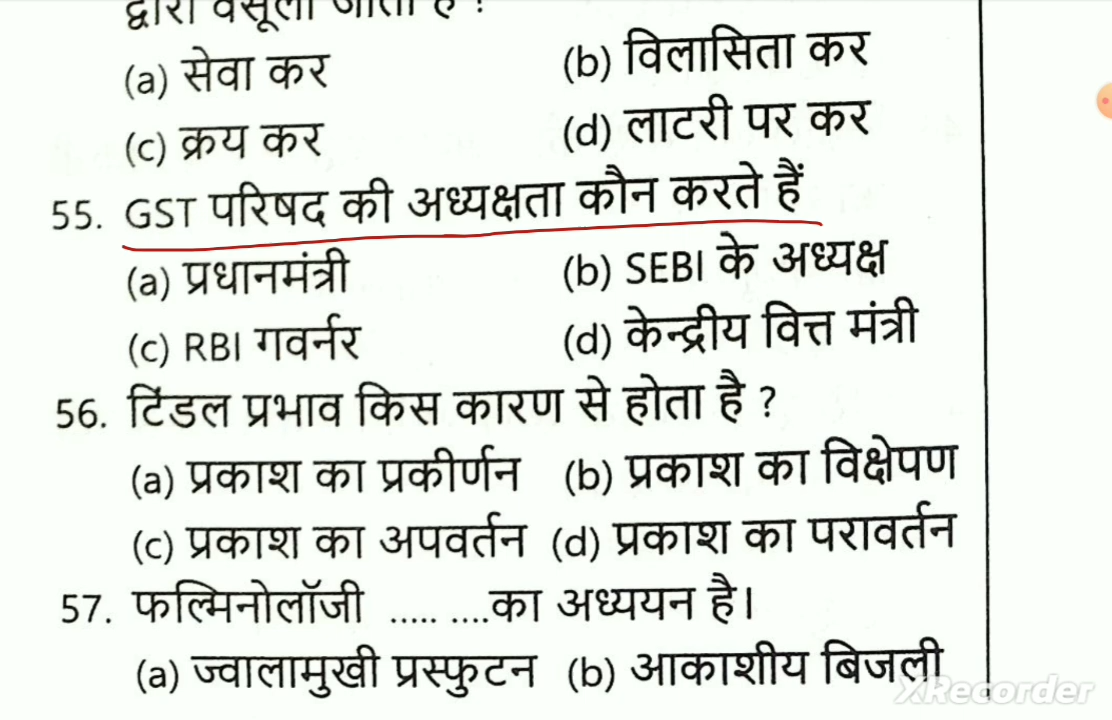 (a) सेवा कर (b) विलासिता कर
(c) क्रय कर (d) लाटरी पर कर
55. GST परिषद की अध्यक्षता कौन करते हैं
(a) प्रधानमंत्री (b) SEBI के अध्यक्ष
(c) RBI गवर्नर (d) केन्द्रीय वित्त मंत्री
56. टिंडल प्रभाव किस कारण से होता है ?
(a) प्रकाश का प्रकीर्णन (b) प्रकाश का विक्षेपण
(c) प्रकाश का अपवर्तन (d) प्रकाश का परावर्तन
57. फल्मिनोलॉजी ..... ....का अध्ययन है।
(a) ज्वालामुखी प्रस्फुटन (b) आकाशीय बिजली
XRecorder